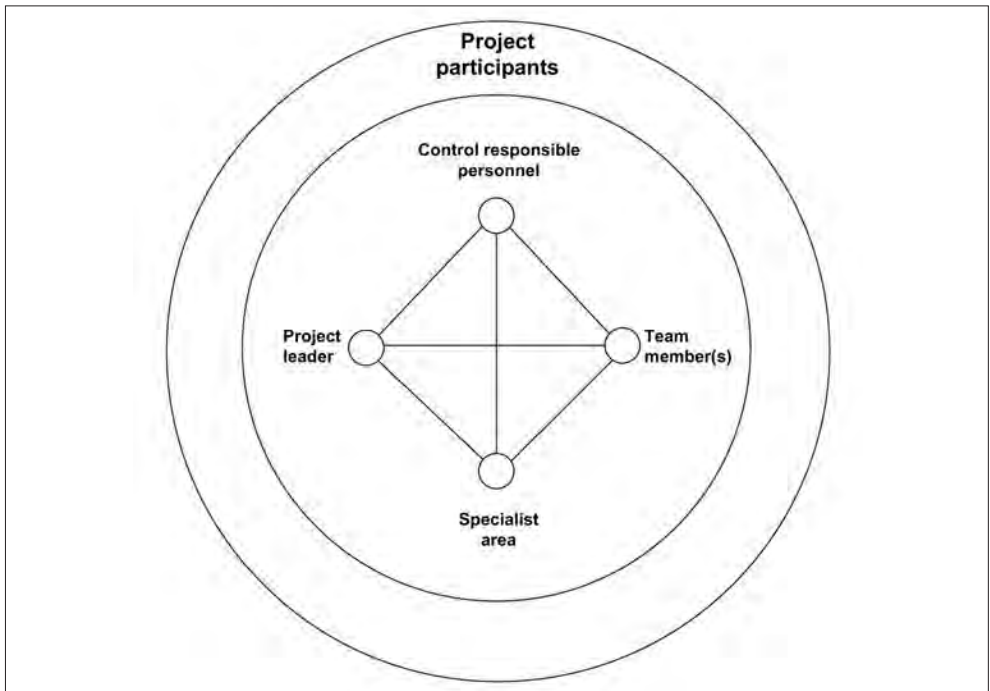 Project
participants
Control responsible
personnel
Project
leader
Team
member(s)
Specialist
area